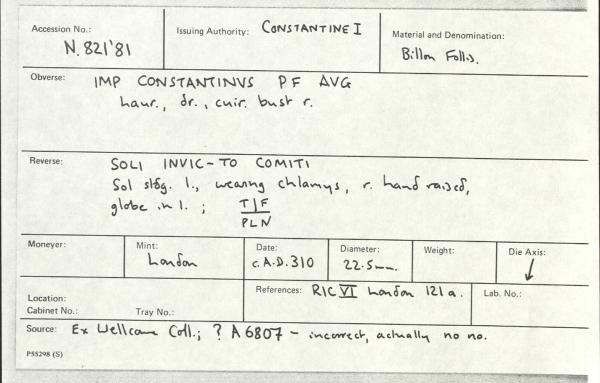 Accession No.: Issuing Authority: CONSTANTINE I Material and Denomination:
N.821'81 Billon Follis.
Obverse: IMP CONSTANTINVS PF AVG
laur., dr., cuir. bust r.
Reverse: SOLI INVIC-TO COMITI
Sol stdg. l., wearing chlamys, r. hand raised,
globe in l.; T|F
PLN
Moneyer: Mint: Date: Diameter: Weight: Die Axis:
London c.A.D.310 22.5mm. ↓
Location: References: RIC VI London 121a. Lab. No.:
Cabinet No.: Tray No.:
Source: Ex Wellcome Coll.; ? A6807 - incorrect, actually no no.
P55298 (S)